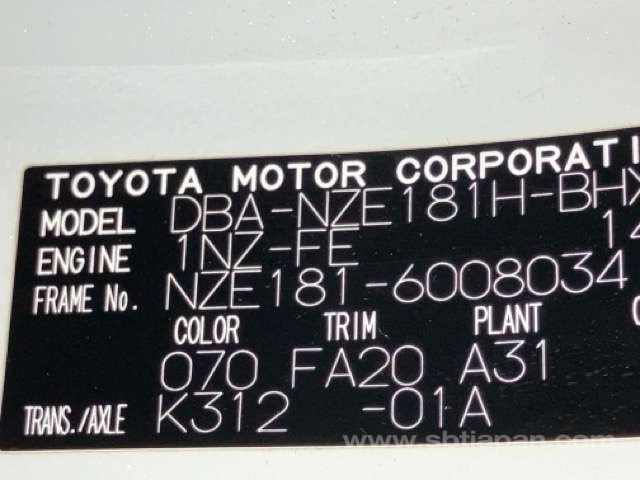 TOYOTA MOTOR CORPORATI
MODEL DBA-NZE181H-BHX
ENGINE 1NZ-FE 14
FRAME No. NZE181-6008034
COLOR TRIM PLANT
070 FA20 A31
TRANS./AXLE K312 -01A
www.sbtjapan.com